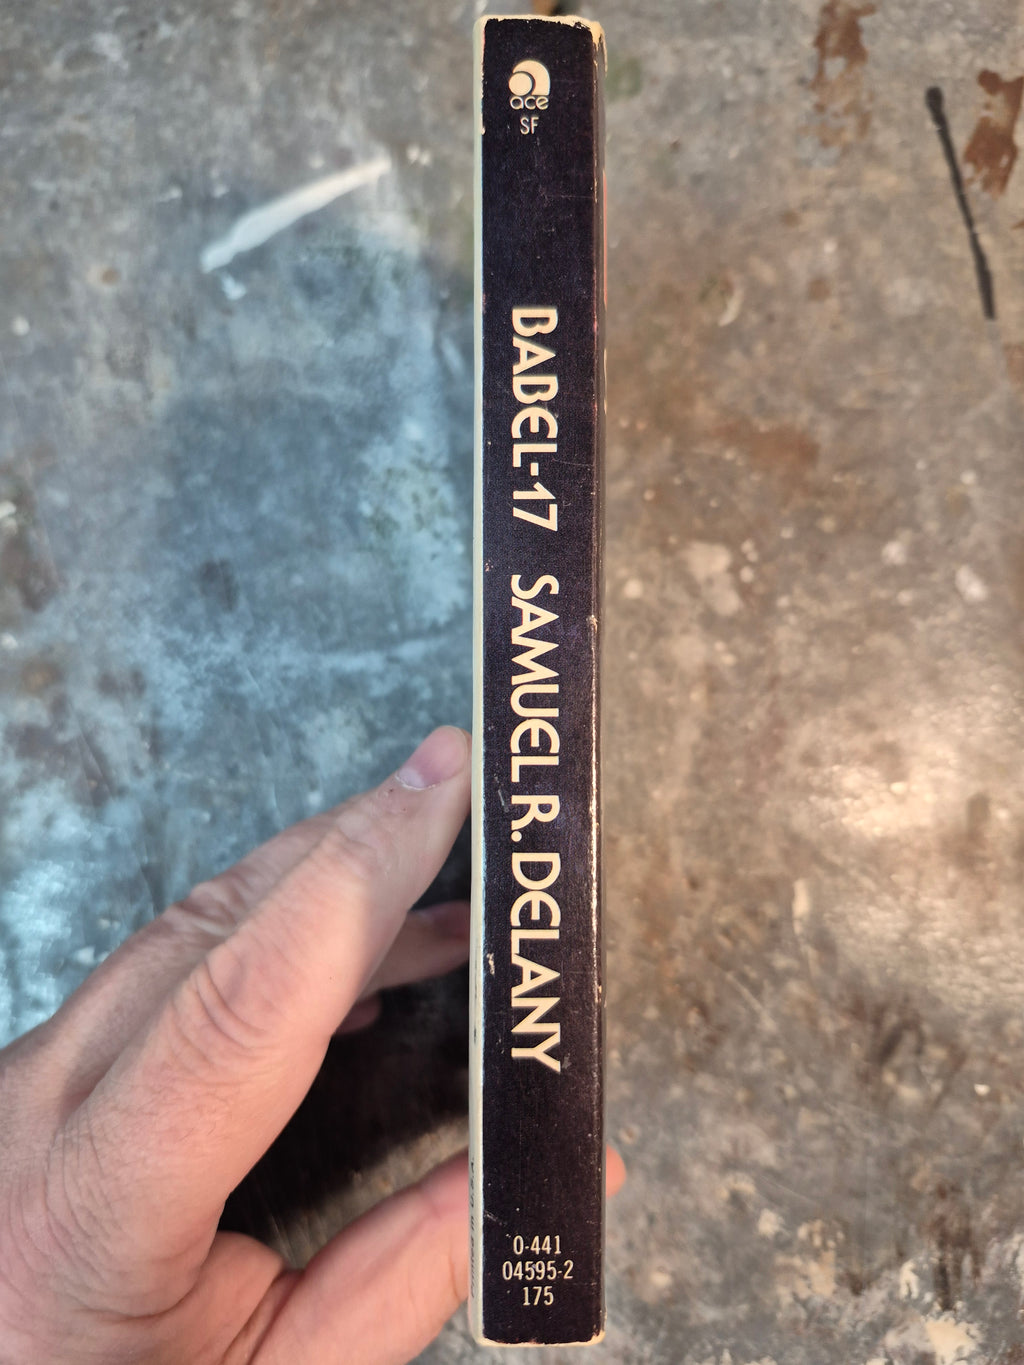 ace
SF
BABEL-17 SAMUEL R. DELANY
0-441
04595-2
175